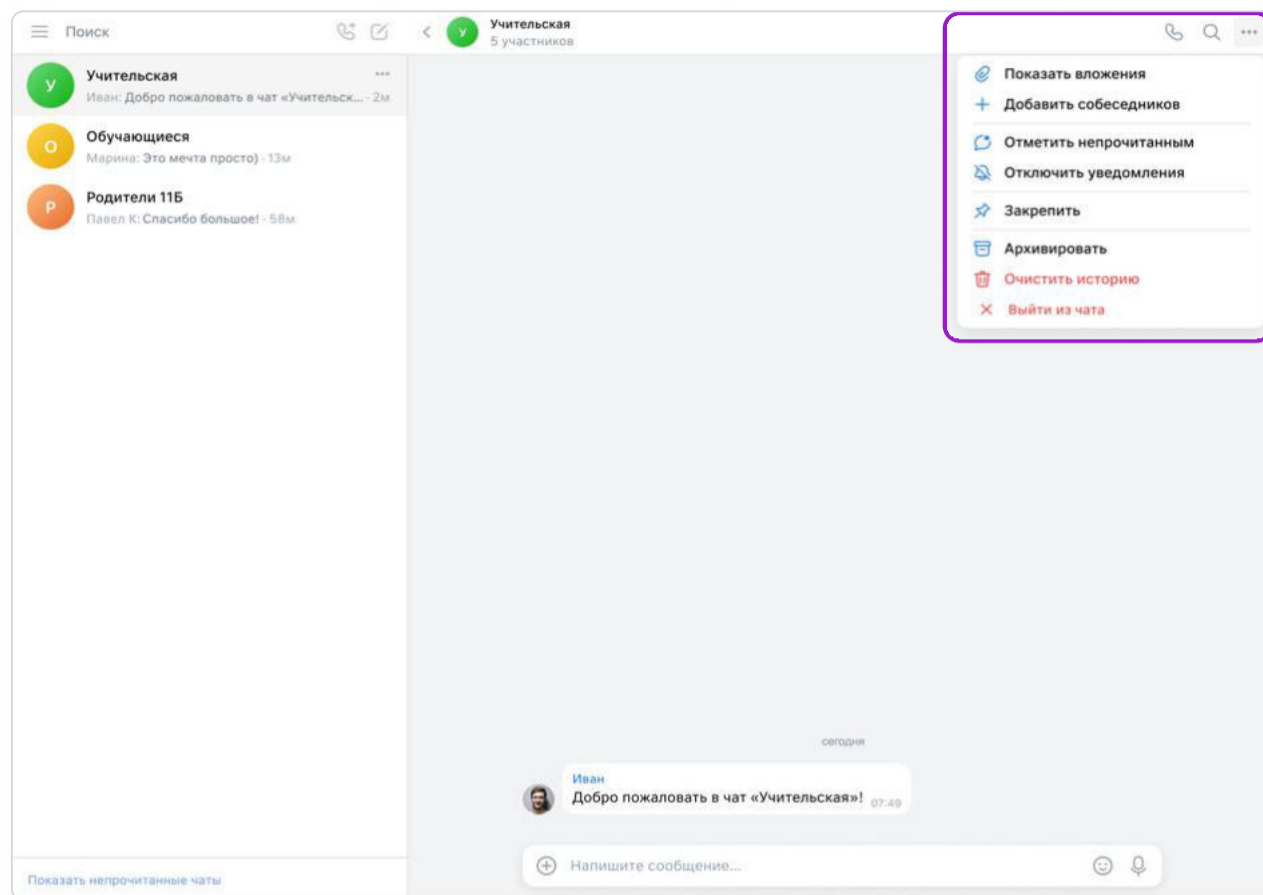 Поиск
У
Учительская
5 участников
У
Учительская
Иван: Добро пожаловать в чат «Учительск... · 2м
О
Обучающиеся
Марина: Это мечта просто) · 13м
Р
Родители 11Б
Павел К: Спасибо большое! · 58м
Показать вложения
Добавить собеседников
Отметить непрочитанным
Отключить уведомления
Закрепить
Архивировать
Очистить историю
Выйти из чата
сегодня
Иван
Добро пожаловать в чат «Учительская»! 07:49
Напишите сообщение...
Показать непрочитанные чаты